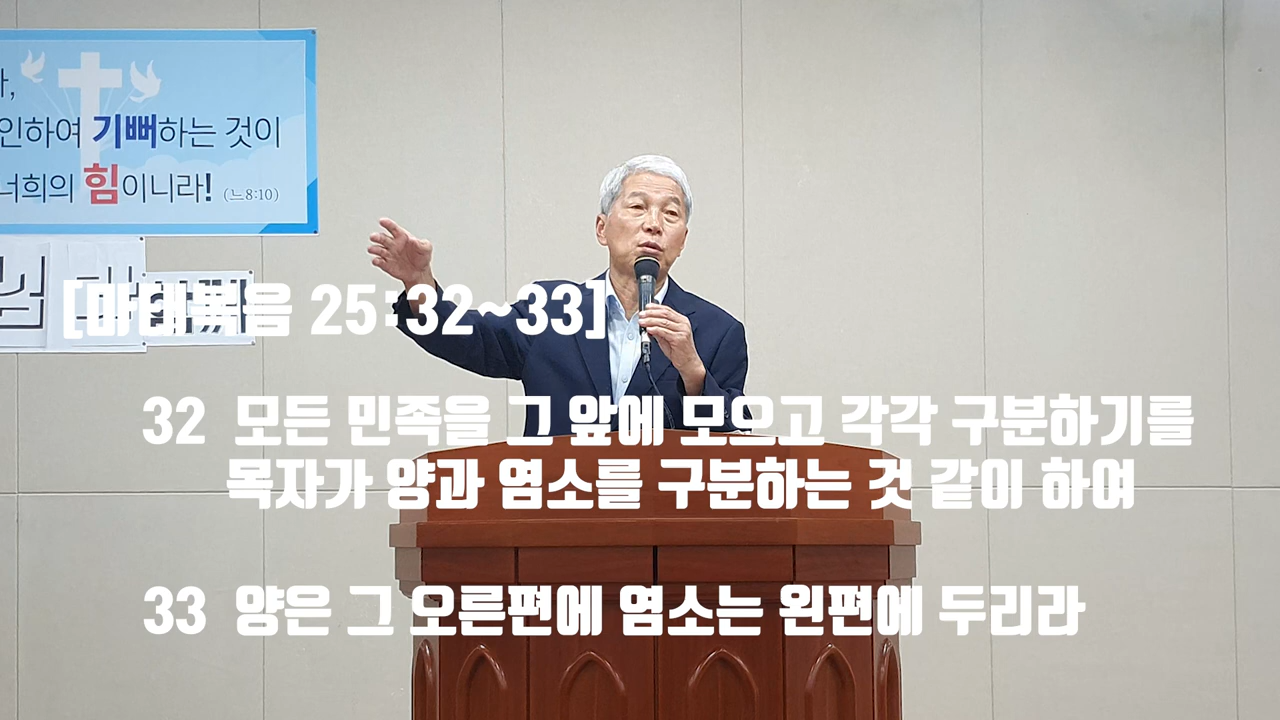 인하여 기뻐하는 것이
너희의 힘이니라! (느8:10)
[마태복음 25:32~33]
32 모든 민족을 그 앞에 모으고 각각 구분하기를
목자가 양과 염소를 구분하는 것 같이 하여
33 양은 그 오른편에 염소는 왼편에 두리라